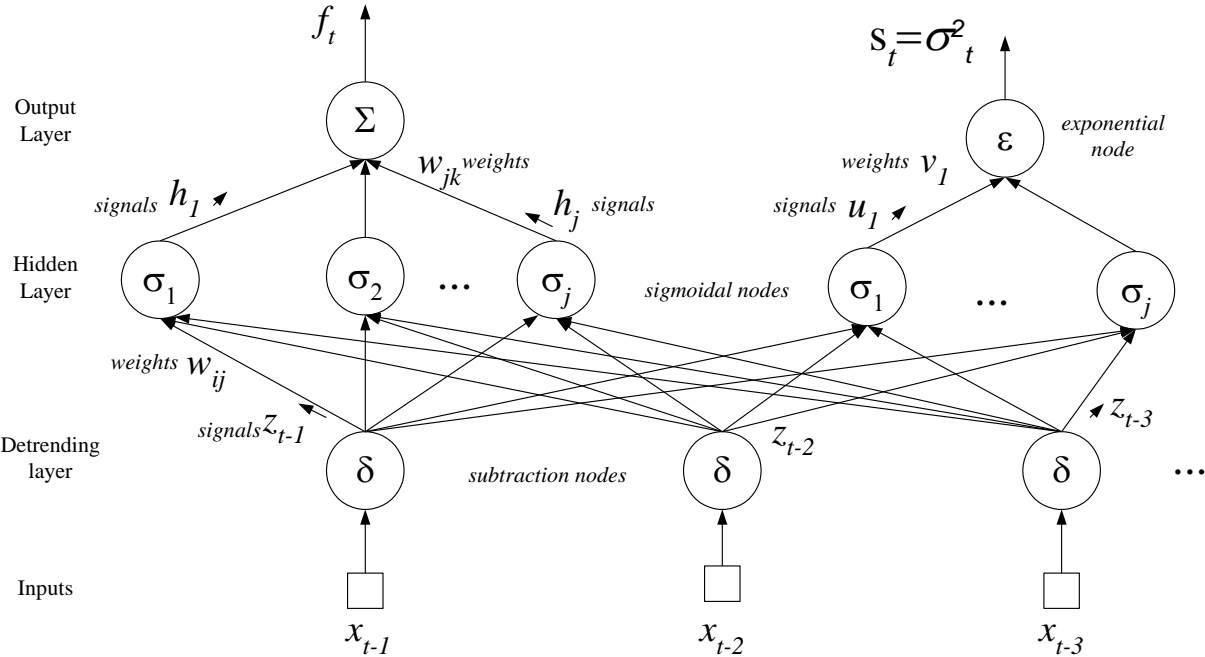 f_t
s_t=σ²_t
Output
Layer
Σ
ε
exponential
node
w_jk weights
weights v_1
signals h_1
h_j signals
signals u_1
Hidden
Layer
σ_1
σ_2
...
σ_j
sigmoidal nodes
σ_1
...
σ_j
weights w_ij
signals z_t-1
z_t-2
z_t-3
Detrending
layer
δ
subtraction nodes
δ
δ
...
Inputs
x_t-1
x_t-2
x_t-3